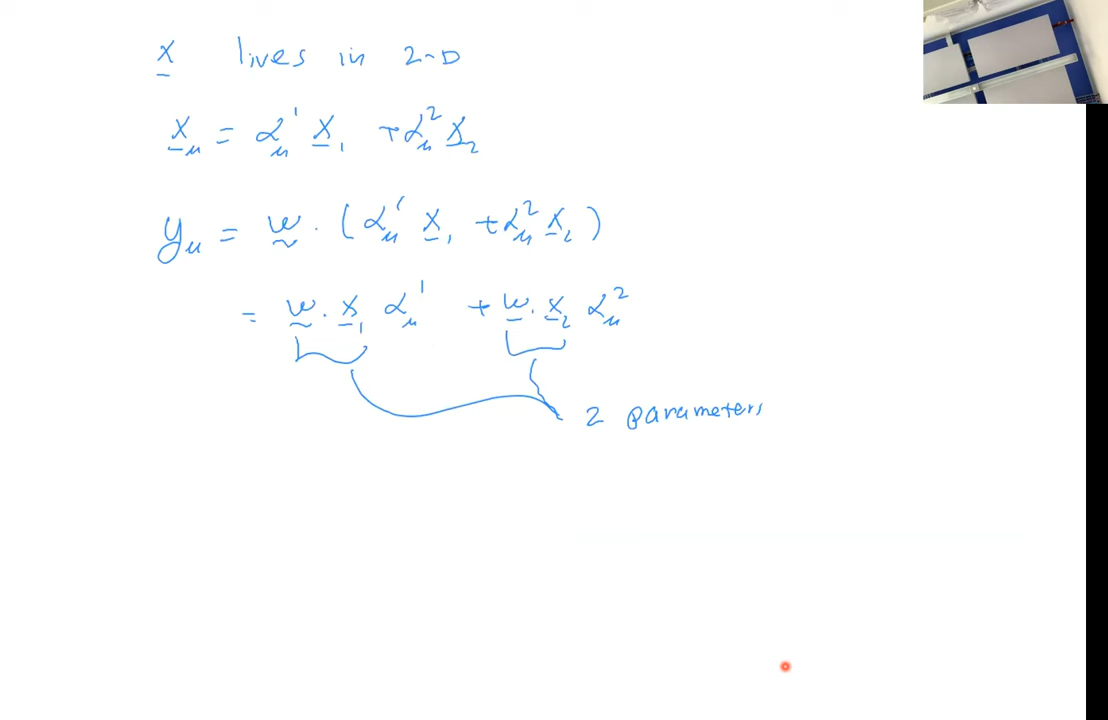 x lives in 2-D
x_μ = α_μ^1 x_1 + α_μ^2 x_2
y_μ = w · (α_μ^1 x_1 + α_μ^2 x_2)
= w · x_1 α_μ^1 + w · x_2 α_μ^2
2 parameters